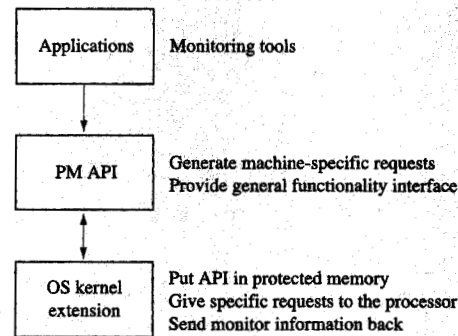 Applications
Monitoring tools
PM API
Generate machine-specific requests
Provide general functionality interface
OS kernel
extension
Put API in protected memory
Give specific requests to the processor
Send monitor information back